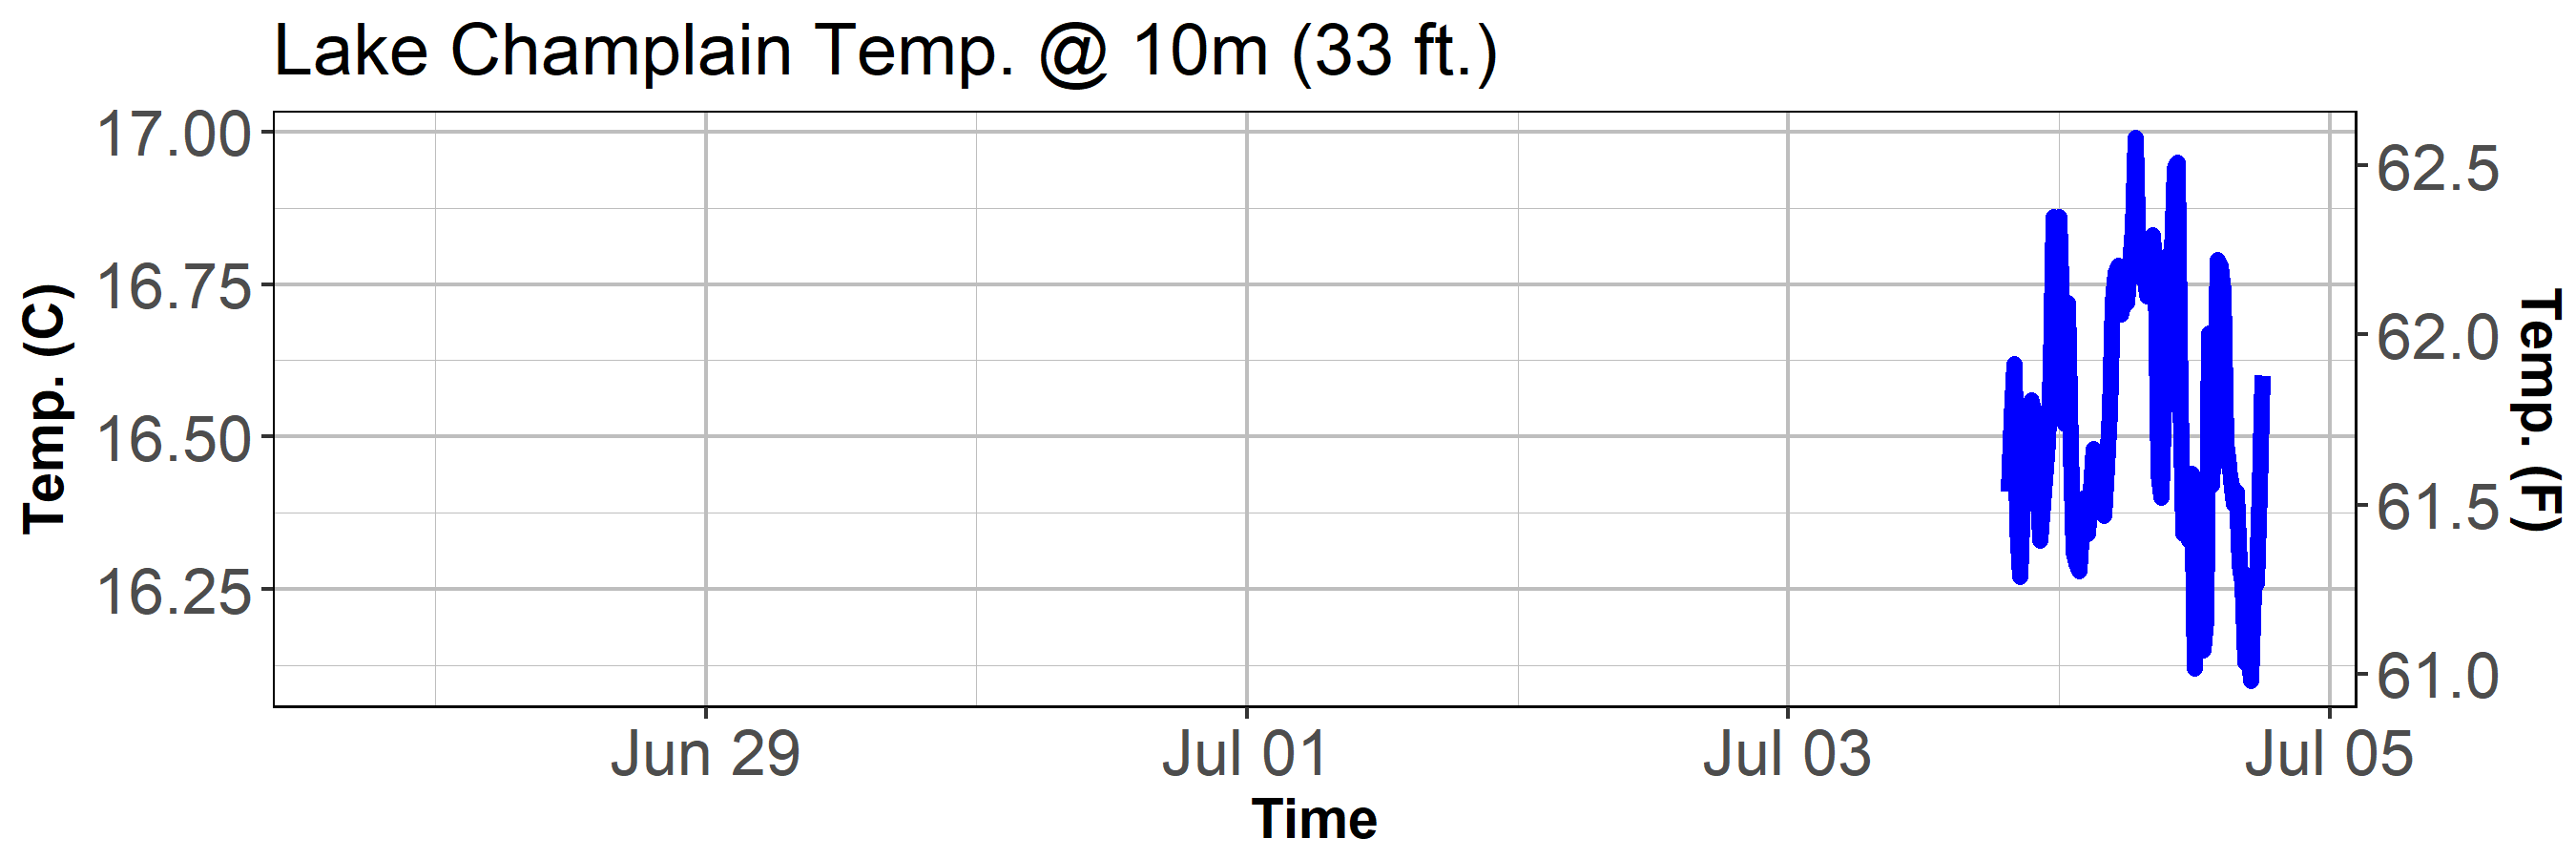 Lake Champlain Temp. @ 10m (33 ft.)
Temp. (C)
17.00
16.75
16.50
16.25
62.5
62.0
61.5
61.0
Temp. (F)
Jun 29
Jul 01
Jul 03
Jul 05
Time